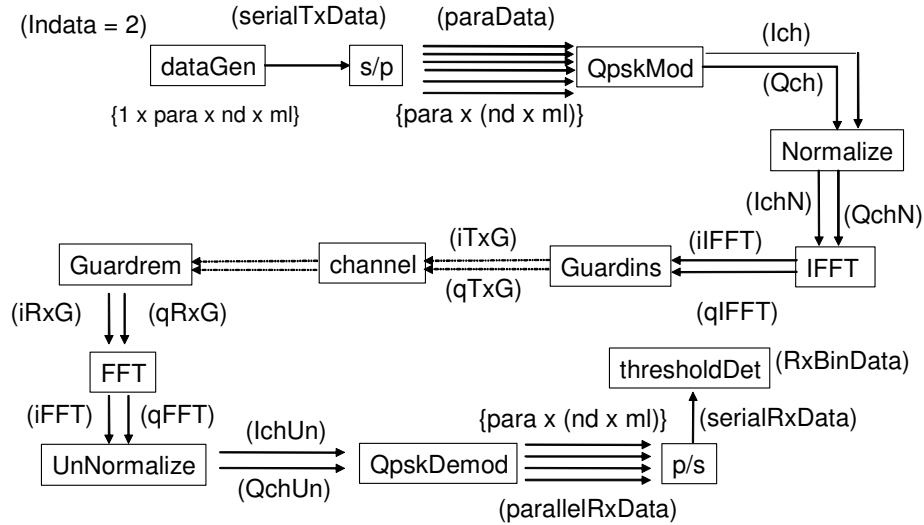 (Indata = 2)
(serialTxData)
(paraData)
dataGen
s/p
QpskMod
(Ich)
(Qch)
{1 x para x nd x ml}
{para x (nd x ml)}
Normalize
(IchN)
(QchN)
Guardrem
channel
(iTxG)
(qTxG)
Guardins
(iIFFT)
(qIFFT)
IFFT
(iRxG)
(qRxG)
FFT
(iFFT)
(qFFT)
UnNormalize
(IchUn)
(QchUn)
QpskDemod
{para x (nd x ml)}
(parallelRxData)
p/s
(serialRxData)
thresholdDet
(RxBinData)